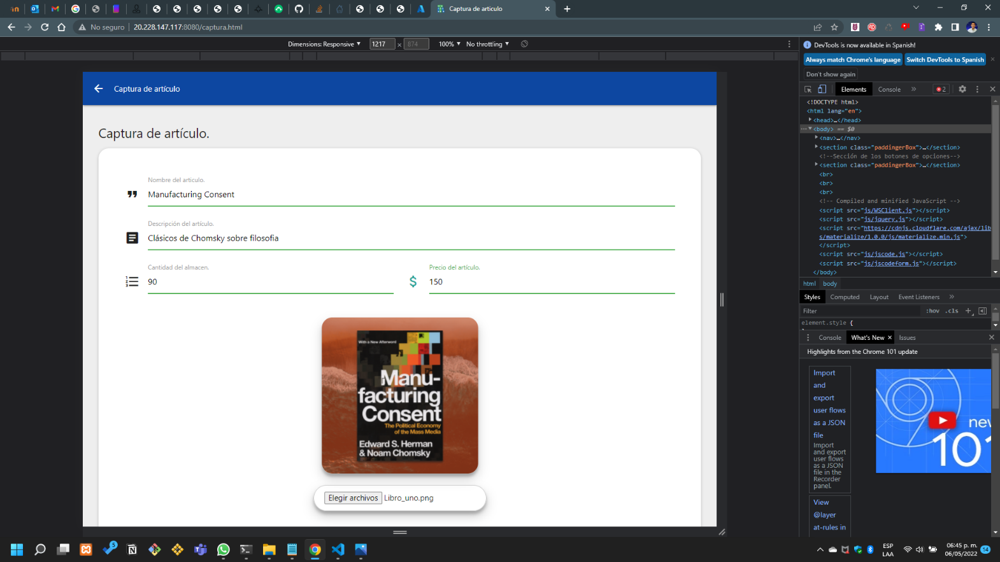 Captura de artículo
No seguro
20.228.147.117:8080/captura.html
Dimensions: Responsive
1217
×
874
100%
No throttling
Captura de artículo
Captura de artículo.
Nombre del articulo.
Manufacturing Consent
Descripción del artículo.
Clásicos de Chomsky sobre filosofia
Cantidad del almacen.
90
Precio del artículo.
150
With a New Afterword
Manu-
facturing
Consent
The Political Economy
of the Mass Media
Edward S. Herman
& Noam Chomsky
Elegir archivos Libro_uno.png
DevTools is now available in Spanish!
Always match Chrome's language
Switch DevTools to Spanish
Don't show again
Elements
Console
2
<!DOCTYPE html>
<html lang="en">
<head>…</head>
<body> == $0
<nav>…</nav>
<section class="paddingerBox">…</section>
<!--Sección de los botones de opciones-->
<section class="paddingerBox">…</section>
<br>
<br>
<br>
<!-- Compiled and minified JavaScript -->
<script src="js/WSClient.js"></script>
<script src="js/jquery.js"></script>
<script src="https://cdnjs.cloudflare.com/ajax/lib
s/materialize/1.0.0/js/materialize.min.js">
</script>
<script src="js/jscode.js"></script>
<script src="js/jscodeform.js"></script>
</body>
html body
Styles Computed Layout Event Listeners
Filter
:hov .cls
element.style {
Console What's New Issues
Highlights from the Chrome 101 update
Import
and
export
user flows
as a JSON
file
Import
and export
user flows
as a JSON
file in the
Recorder
panel.
new
101
View
@layer
at-rules in
5
ESP
LAA
06:45 p. m.
06/05/2022
14